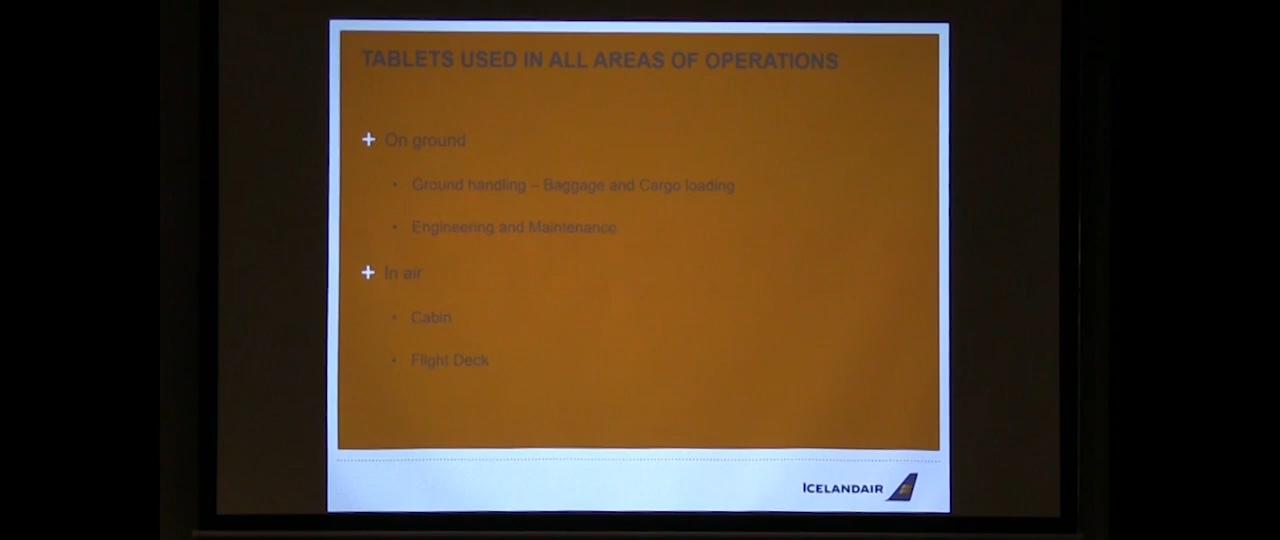 TABLETS USED IN ALL AREAS OF OPERATIONS
+ On ground
• Ground handling – Baggage and Cargo loading
• Engineering and Maintenance
+ In air
• Cabin
• Flight Deck
ICELANDAIR